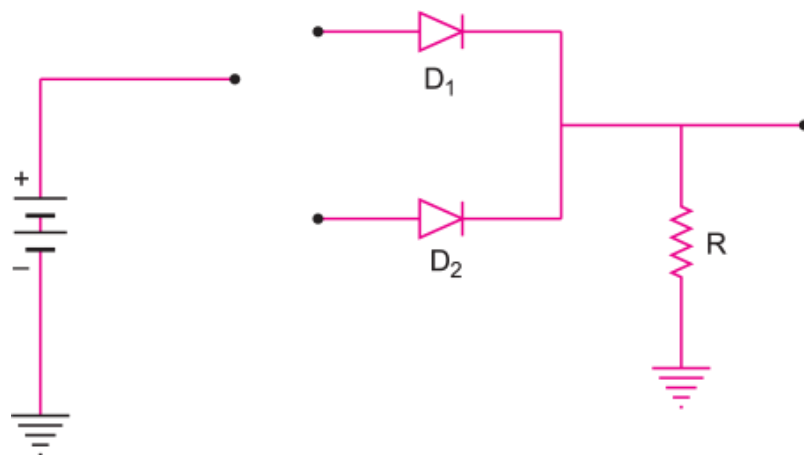 D₁
+
R
D₂
–